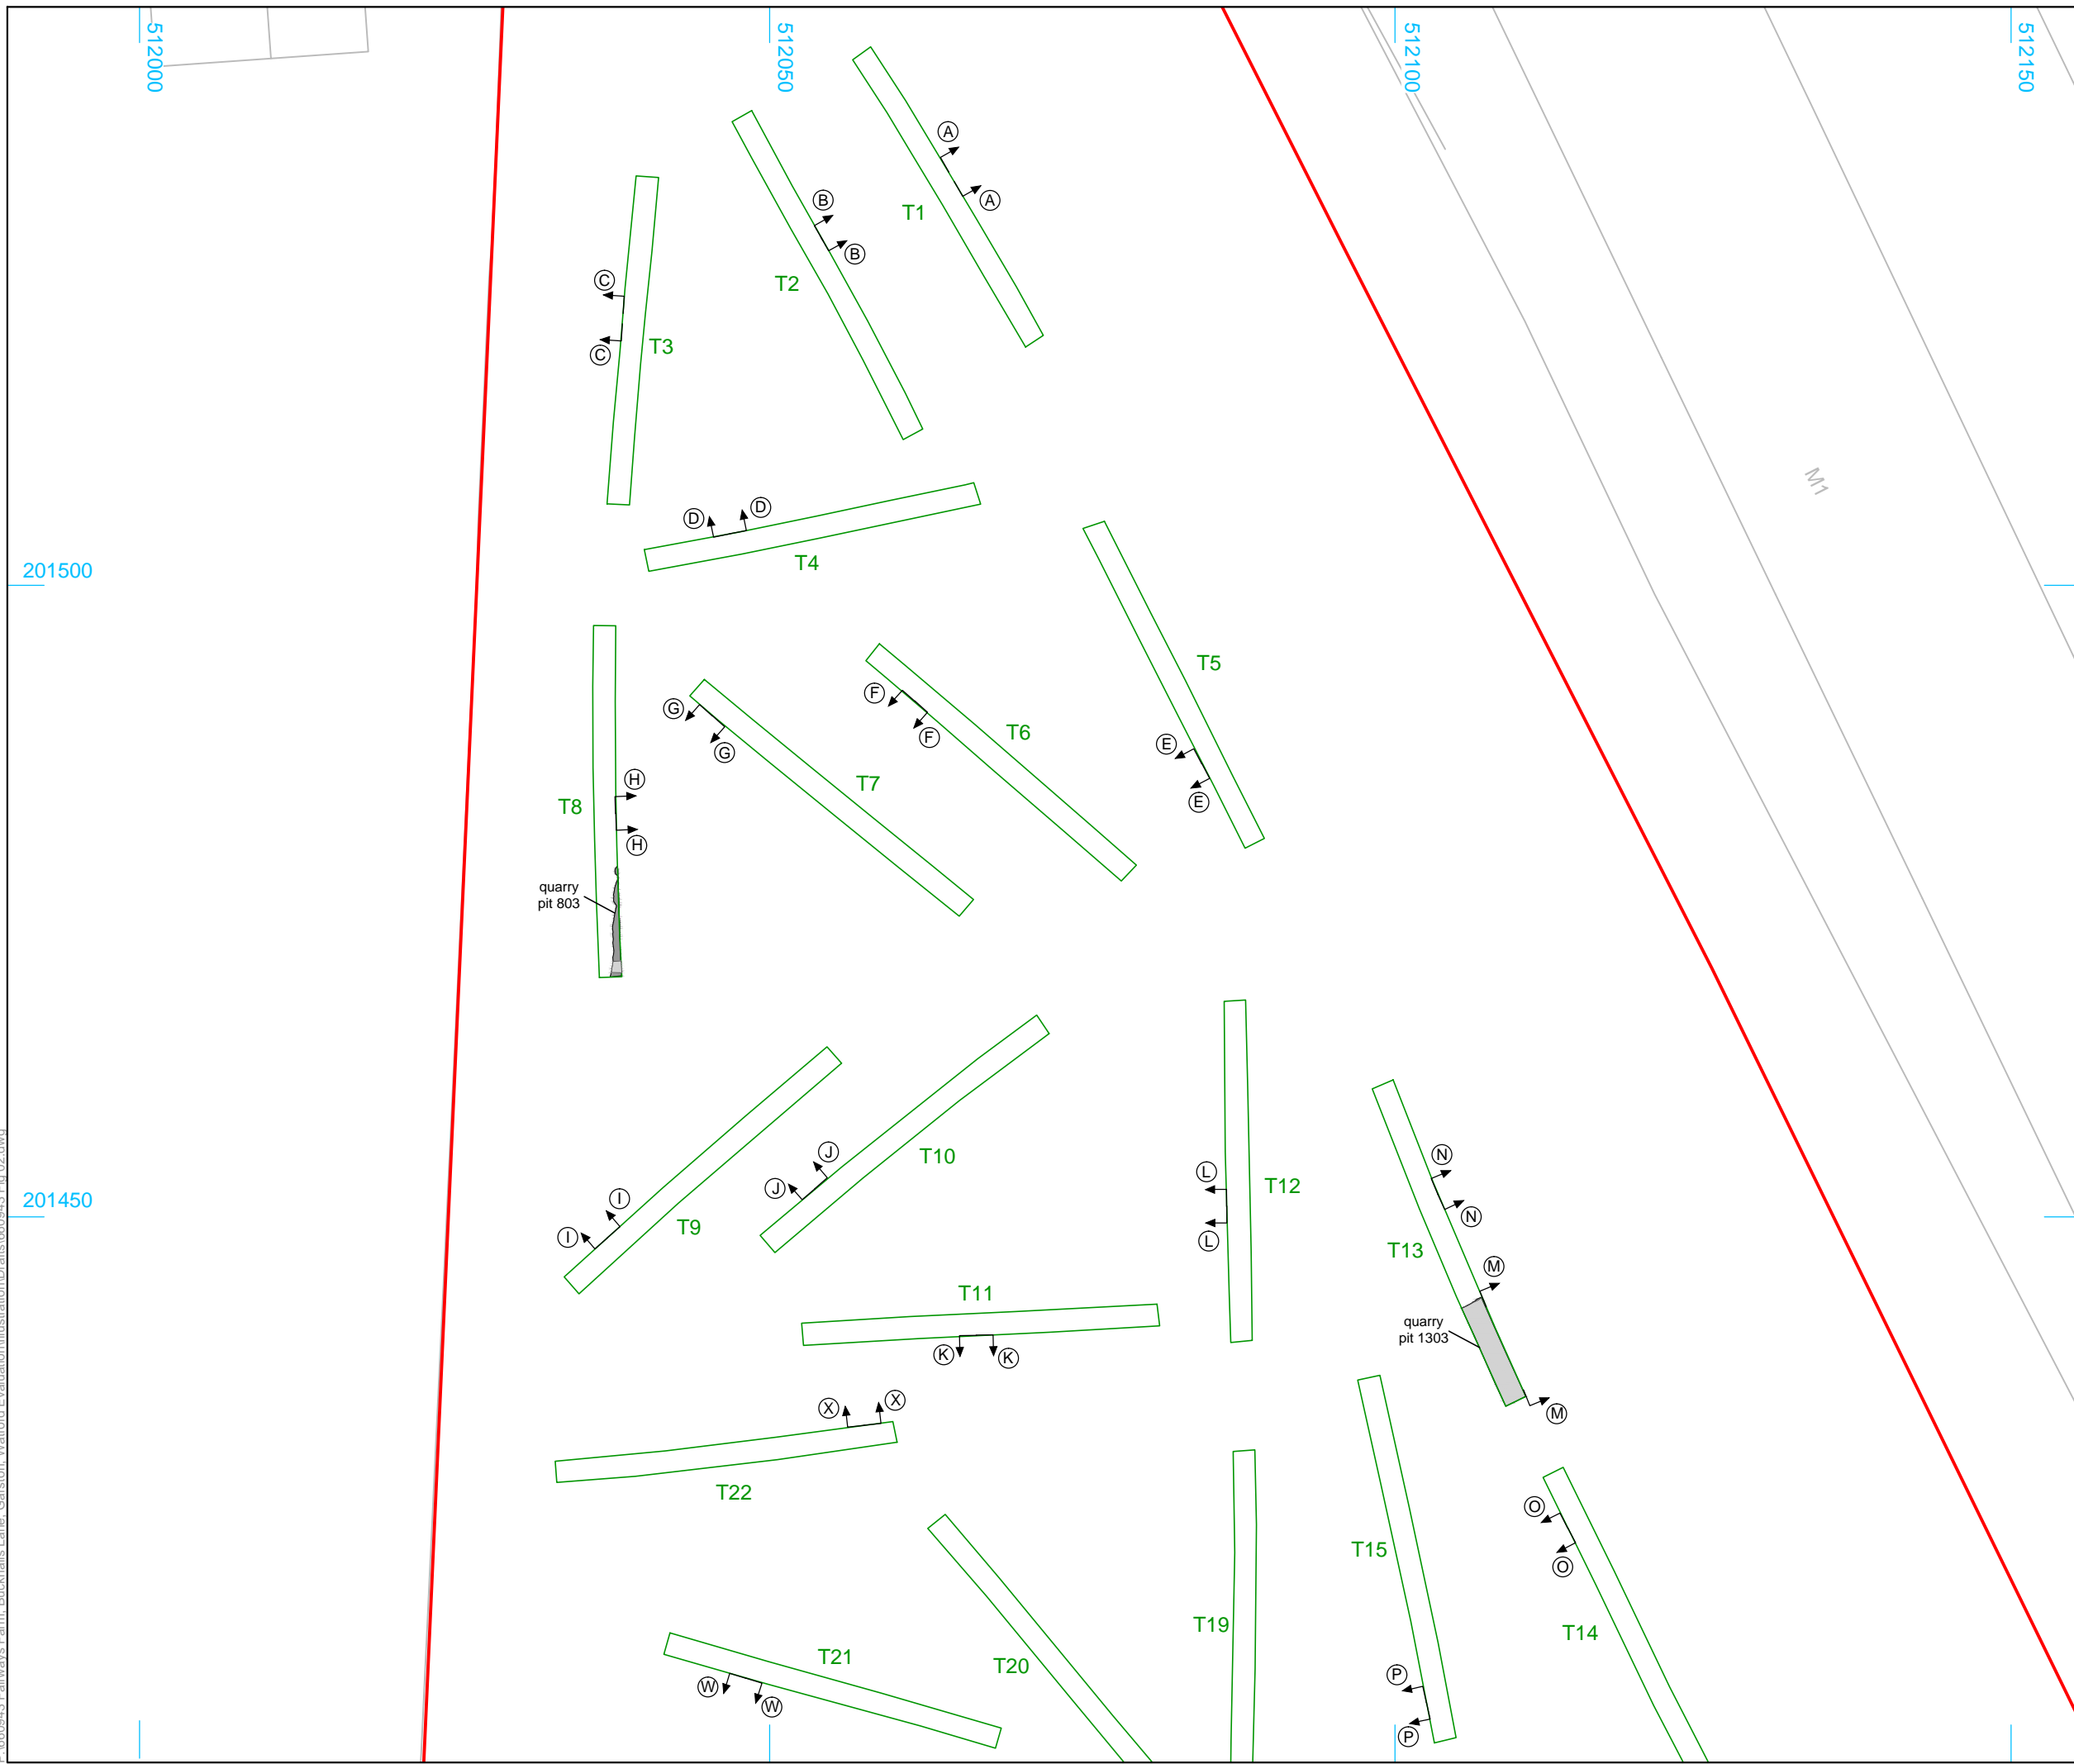 512000
512050
512100
512150
A
A
T1
B
B
T2
C
C
T3
M1
D
D
T4
201500
E
E
T5
F
F
T6
G
G
T7
H
H
T8
quarry
pit 803
I
I
T9
J
J
T10
L
L
T12
201450
N
N
T13
M
M
quarry
pit 1303
T11
K
K
X
X
T22
O
O
T14
T15
P
P
T19
T20
T21
W
W